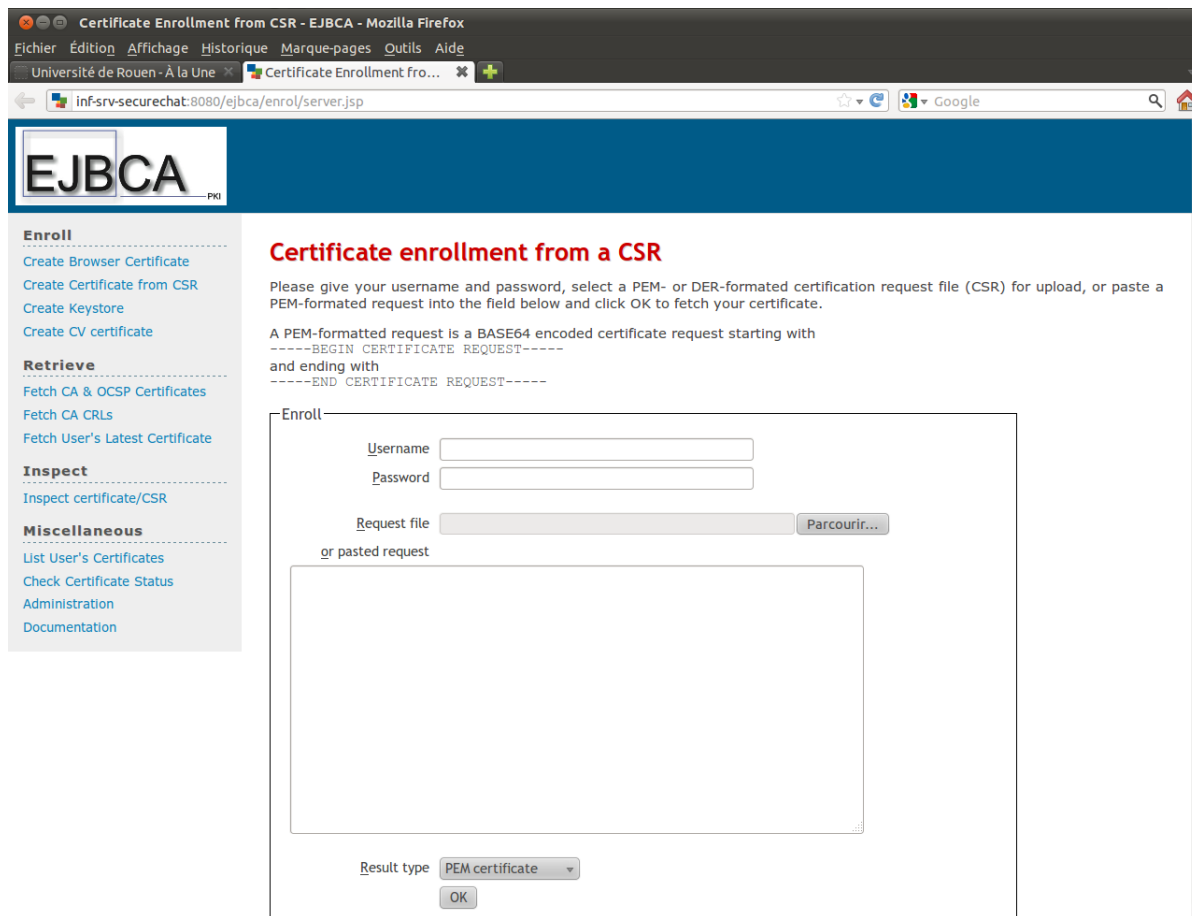 Certificate Enrollment from CSR - EJBCA - Mozilla Firefox
Fichier Édition Affichage Historique Marque-pages Outils Aide
Université de Rouen - À la Une
Certificate Enrollment fro...
inf-srv-securechat:8080/ejbca/enrol/server.jsp
Google
EJBCA
PKI
Enroll
Create Browser Certificate
Create Certificate from CSR
Create Keystore
Create CV certificate
Retrieve
Fetch CA & OCSP Certificates
Fetch CA CRLs
Fetch User's Latest Certificate
Inspect
Inspect certificate/CSR
Miscellaneous
List User's Certificates
Check Certificate Status
Administration
Documentation
Certificate enrollment from a CSR
Please give your username and password, select a PEM- or DER-formated certification request file (CSR) for upload, or paste a
PEM-formated request into the field below and click OK to fetch your certificate.
A PEM-formatted request is a BASE64 encoded certificate request starting with
-----BEGIN CERTIFICATE REQUEST-----
and ending with
-----END CERTIFICATE REQUEST-----
Enroll
Username
Password
Request file
Parcourir...
or pasted request
Result type
PEM certificate
OK